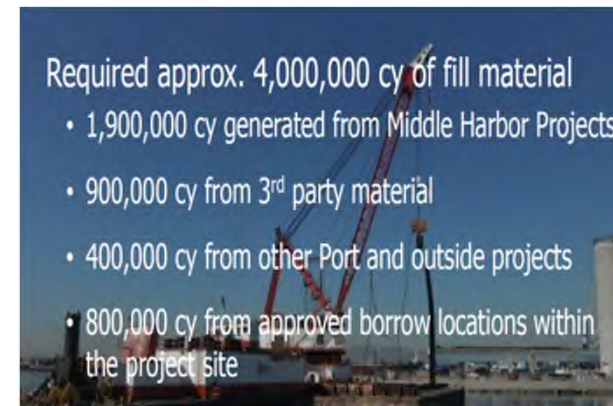 Required approx. 4,000,000 cy of fill material
• 1,900,000 cy generated from Middle Harbor Projects
• 900,000 cy from 3rd party material
• 400,000 cy from other Port and outside projects
• 800,000 cy from approved borrow locations within
the project site